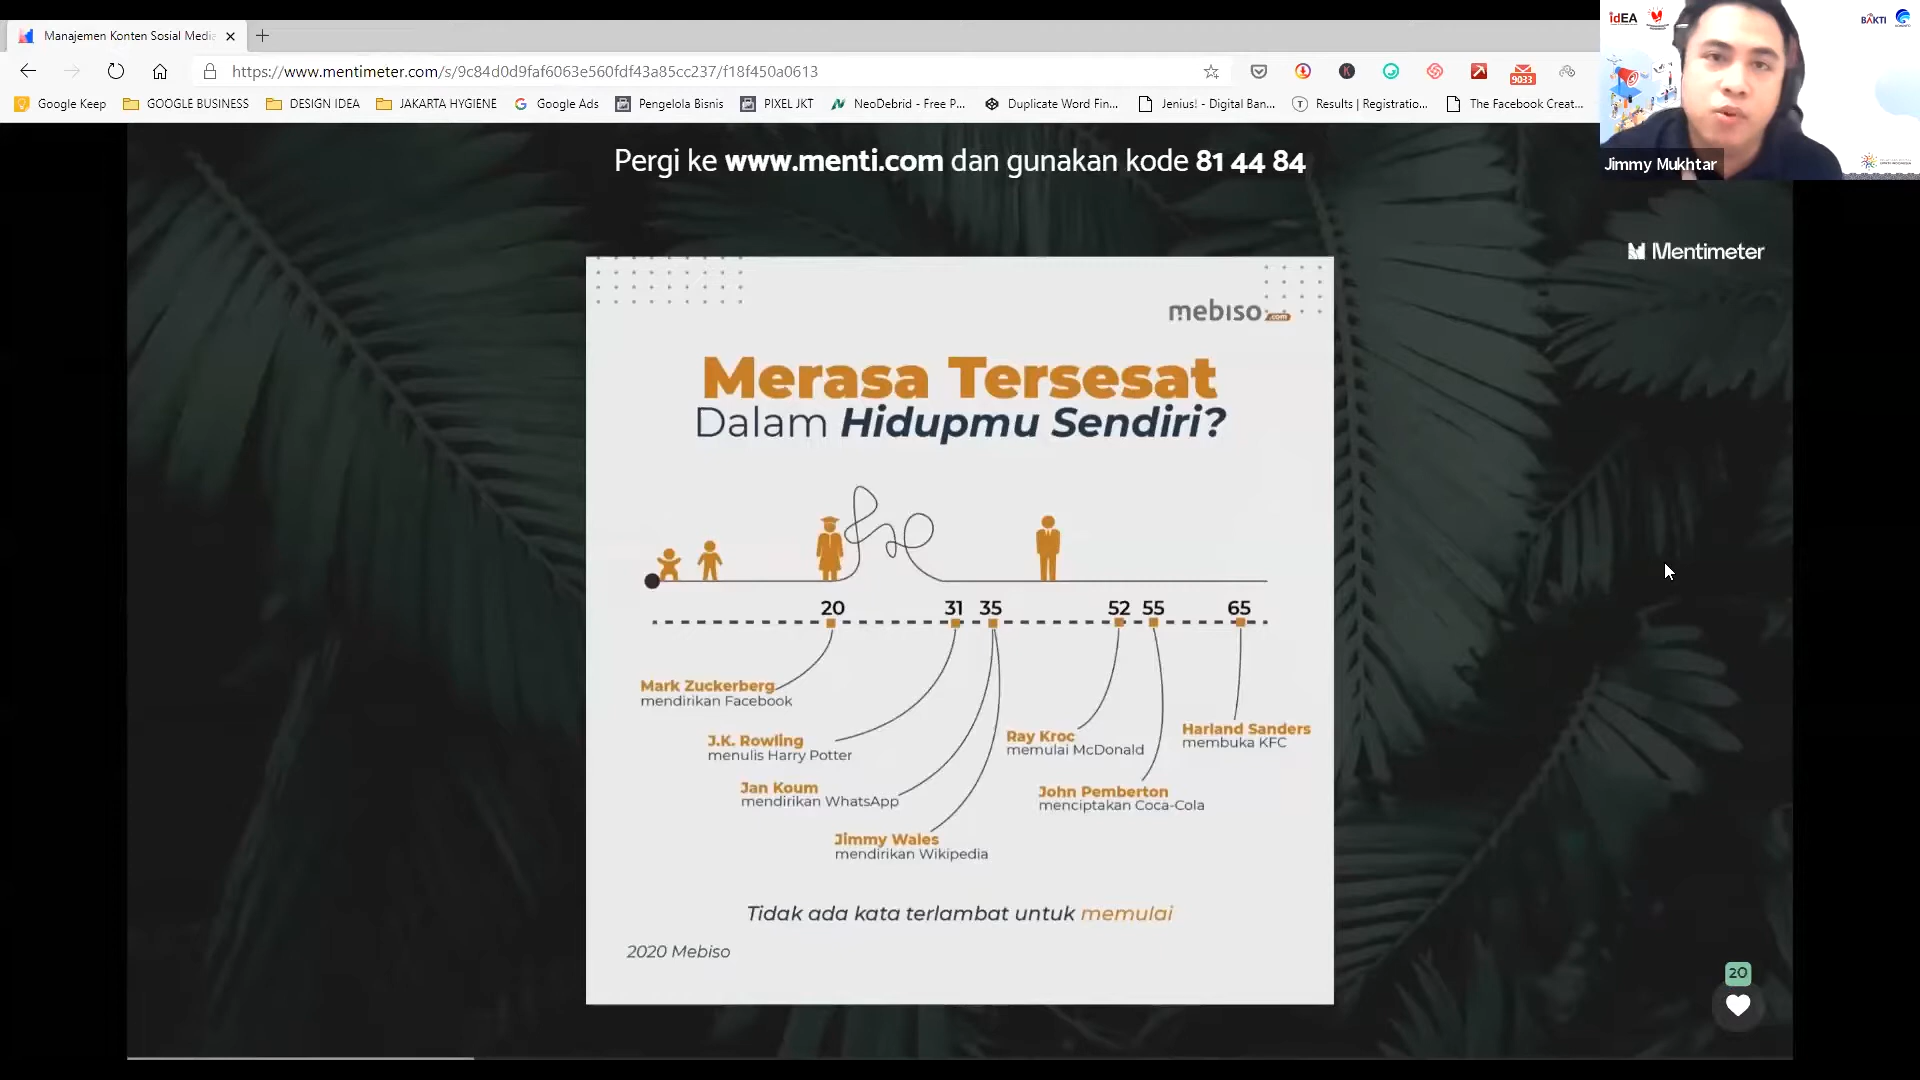 Manajemen Konten Sosial Media
https://www.mentimeter.com/s/9c84d0d9faf6063e560fdf43a85cc237/f18f450a0613
9033
Google Keep
GOOGLE BUSINESS
DESIGN IDEA
JAKARTA HYGIENE
Google Ads
Pengelola Bisnis
PIXEL JKT
NeoDebrid - Free P...
Duplicate Word Fin...
Jenius! - Digital Ban...
Results | Registratio...
The Facebook Creat...
idEA
BAKTI
Jimmy Mukhtar
Pergi ke www.menti.com dan gunakan kode 81 44 84
Mentimeter
mebiso.com
Merasa Tersesat
Dalam Hidupmu Sendiri?
20 31 35 52 55 65
Mark Zuckerberg
mendirikan Facebook
J.K. Rowling
menulis Harry Potter
Jan Koum
mendirikan WhatsApp
Jimmy Wales
mendirikan Wikipedia
Ray Kroc
memulai McDonald
John Pemberton
menciptakan Coca-Cola
Harland Sanders
membuka KFC
Tidak ada kata terlambat untuk memulai
2020 Mebiso
20